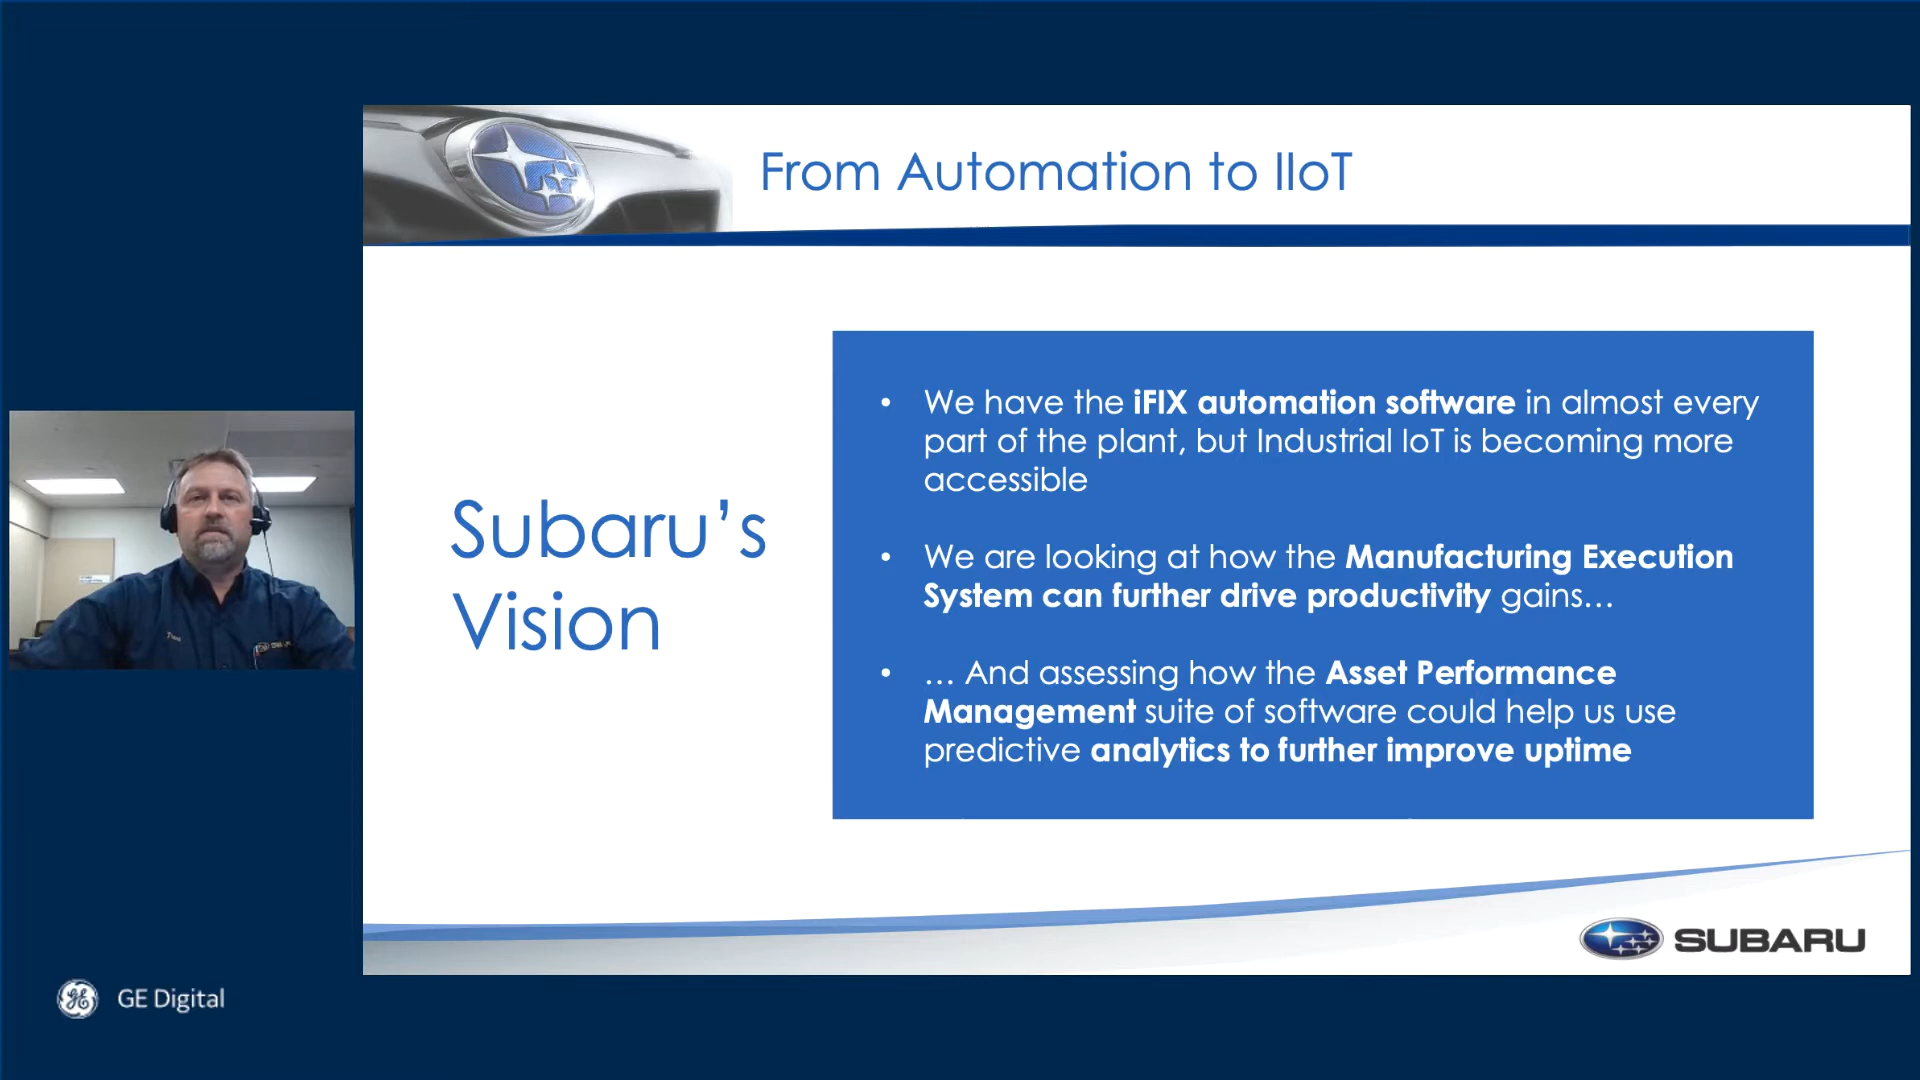 From Automation to IIoT
Subaru’s
Vision
• We have the iFIX automation software in almost every
part of the plant, but Industrial IoT is becoming more
accessible
• We are looking at how the Manufacturing Execution
System can further drive productivity gains…
• … And assessing how the Asset Performance
Management suite of software could help us use
predictive analytics to further improve uptime
SUBARU
GE Digital